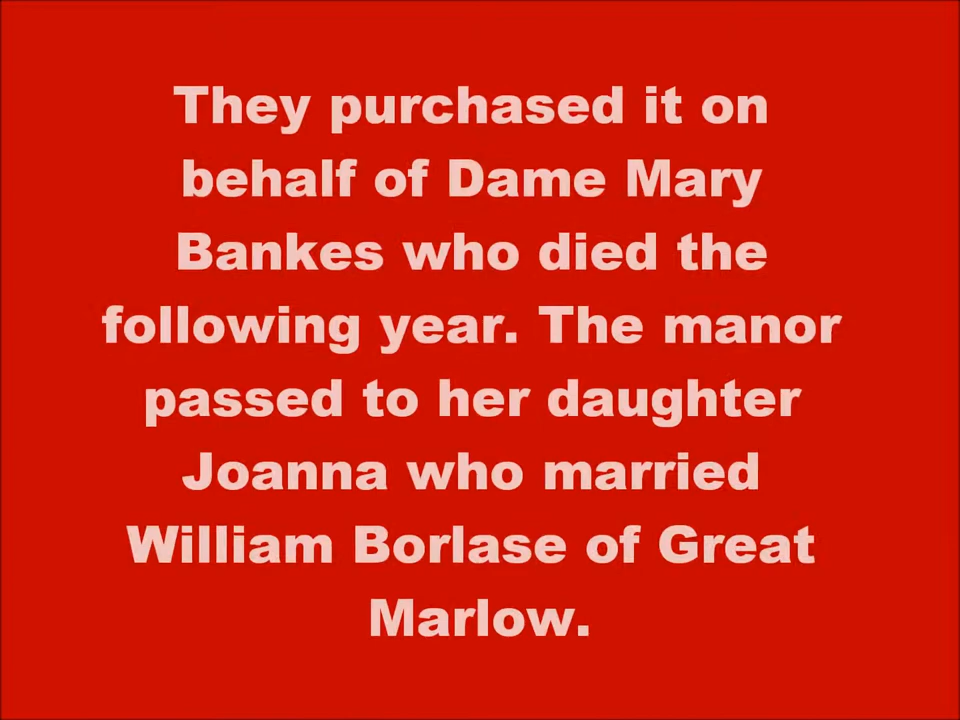 They purchased it on
behalf of Dame Mary
Bankes who died the
following year. The manor
passed to her daughter
Joanna who married
William Borlase of Great
Marlow.